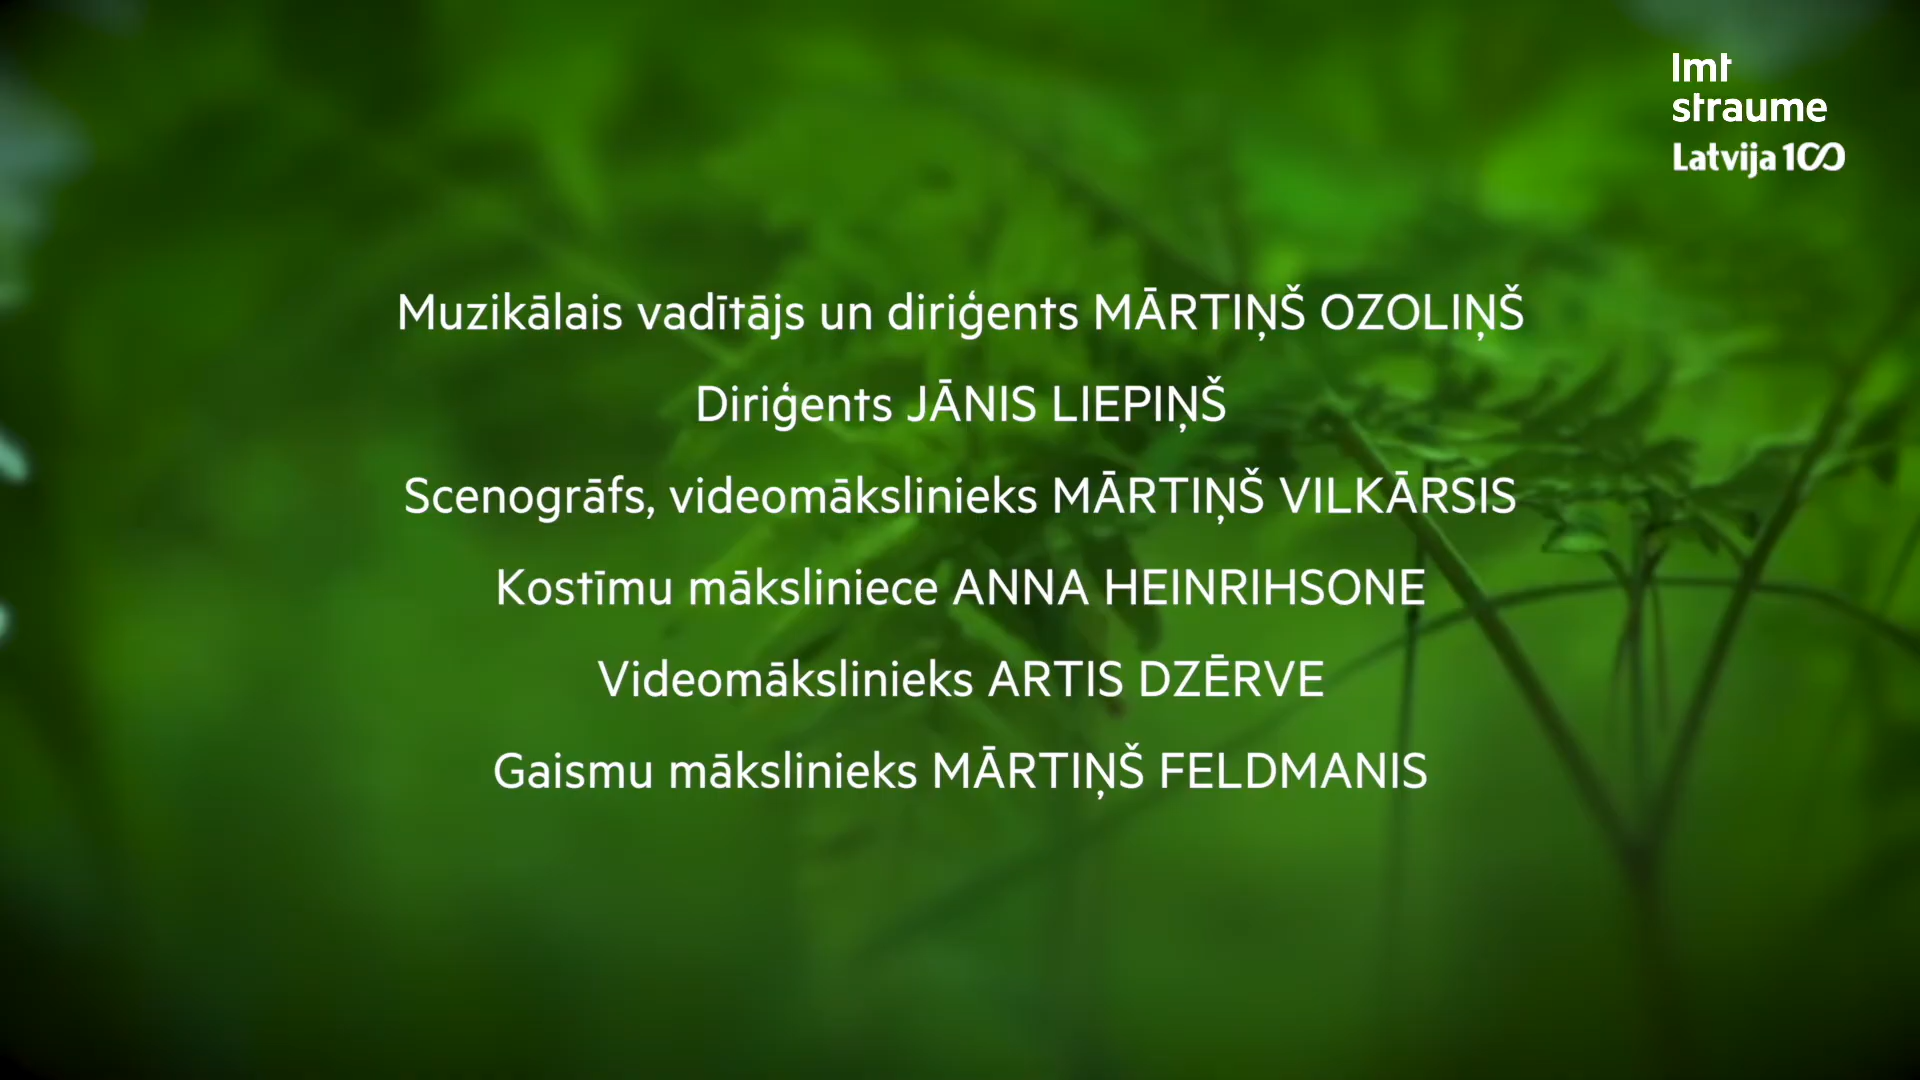 lmt
straume
Latvija 100
Muzikālais vadītājs un diriģents MĀRTIŅŠ OZOLIŅŠ
Diriģents JĀNIS LIEPIŅŠ
Scenogrāfs, videomākslinieks MĀRTIŅŠ VILKĀRSIS
Kostīmu māksliniece ANNA HEINRIHSONE
Videomākslinieks ARTIS DZĒRVE
Gaismu mākslinieks MĀRTIŅŠ FELDMANIS